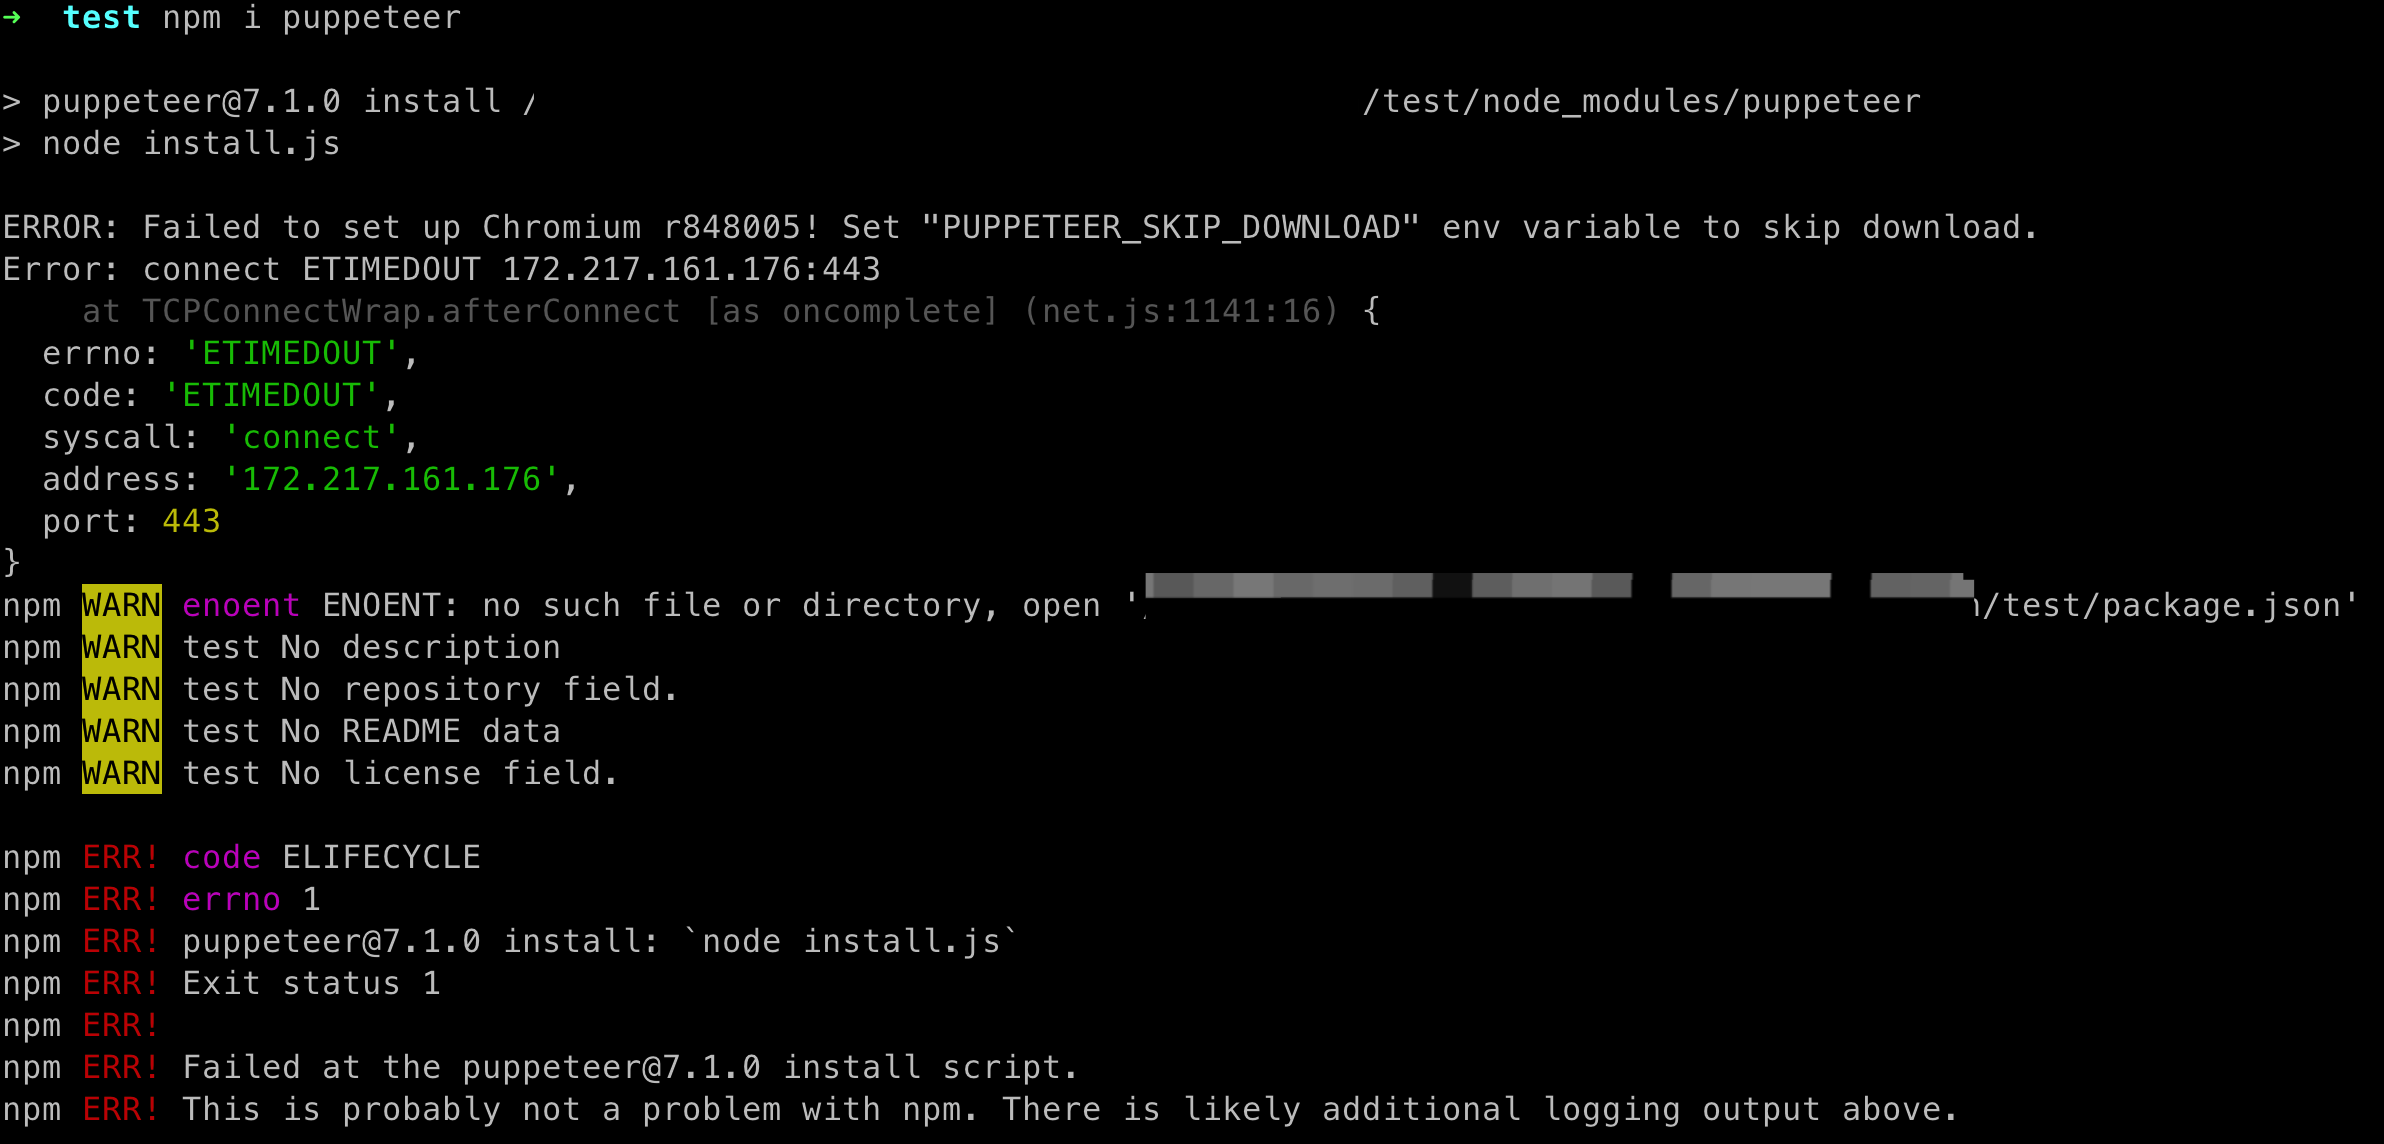 → test npm i puppeteer
> puppeteer@7.1.0 install / /test/node_modules/puppeteer
> node install.js
ERROR: Failed to set up Chromium r848005! Set "PUPPETEER_SKIP_DOWNLOAD" env variable to skip download.
Error: connect ETIMEDOUT 172.217.161.176:443
at TCPConnectWrap.afterConnect [as oncomplete] (net.js:1141:16) {
errno: 'ETIMEDOUT',
code: 'ETIMEDOUT',
syscall: 'connect',
address: '172.217.161.176',
port: 443
}
npm WARN enoent ENOENT: no such file or directory, open ' /test/package.json'
npm WARN test No description
npm WARN test No repository field.
npm WARN test No README data
npm WARN test No license field.
npm ERR! code ELIFECYCLE
npm ERR! errno 1
npm ERR! puppeteer@7.1.0 install: `node install.js`
npm ERR! Exit status 1
npm ERR!
npm ERR! Failed at the puppeteer@7.1.0 install script.
npm ERR! This is probably not a problem with npm. There is likely additional logging output above.